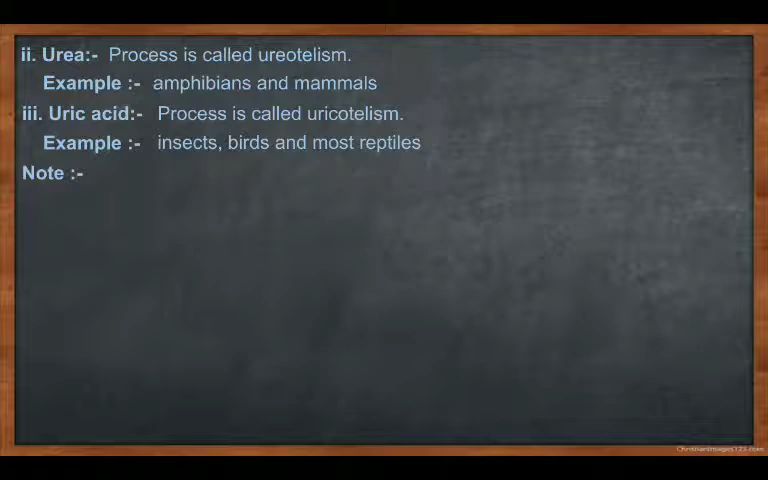 ii. Urea:- Process is called ureotelism.
Example :- amphibians and mammals
iii. Uric acid:- Process is called uricotelism.
Example :- insects, birds and most reptiles
Note :-